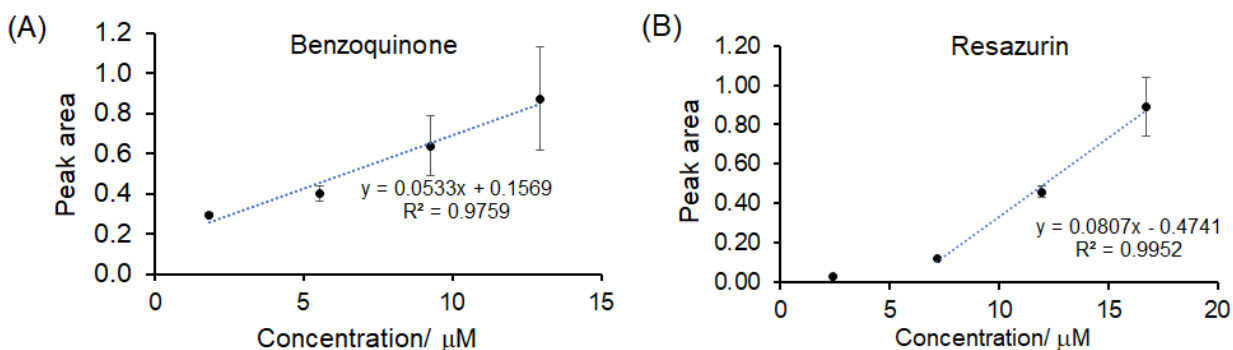 (A)
Benzoquinone
1.2
1.0
0.8
0.6
0.4
0.2
0.0
Peak area
y = 0.0533x + 0.1569
R² = 0.9759
0 5 10 15
Concentration/ μM
(B)
Resazurin
1.20
1.00
0.80
0.60
0.40
0.20
0.00
Peak area
y = 0.0807x - 0.4741
R² = 0.9952
0 5 10 15 20
Concentration/ μM